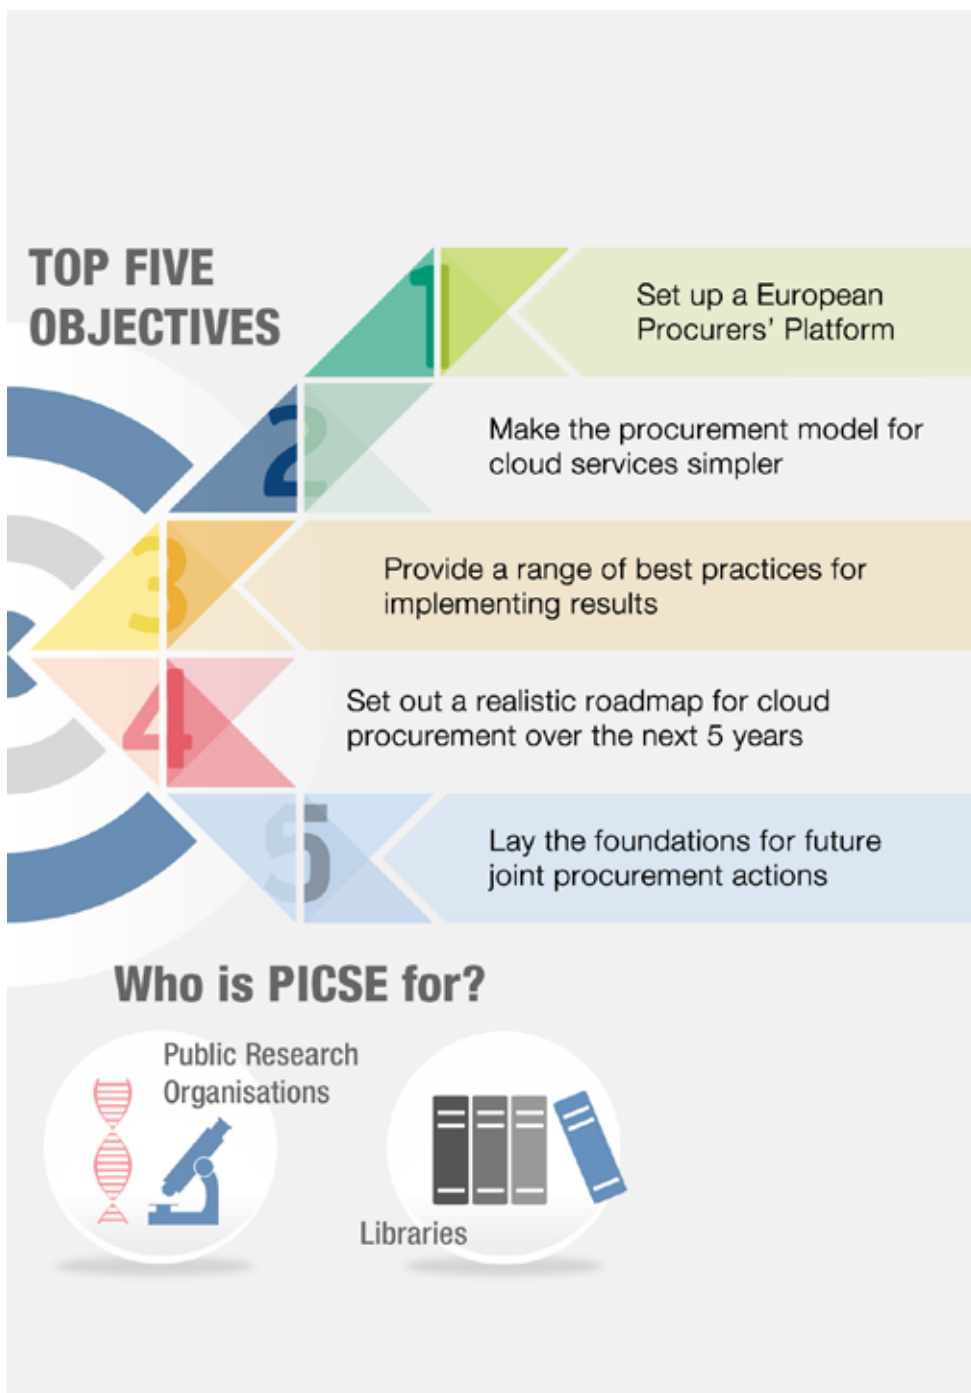 TOP FIVE
OBJECTIVES
1
Set up a European
Procurers' Platform
2
Make the procurement model for
cloud services simpler
3
Provide a range of best practices for
implementing results
4
Set out a realistic roadmap for cloud
procurement over the next 5 years
5
Lay the foundations for future
joint procurement actions
Who is PICSE for?
Public Research
Organisations
Libraries